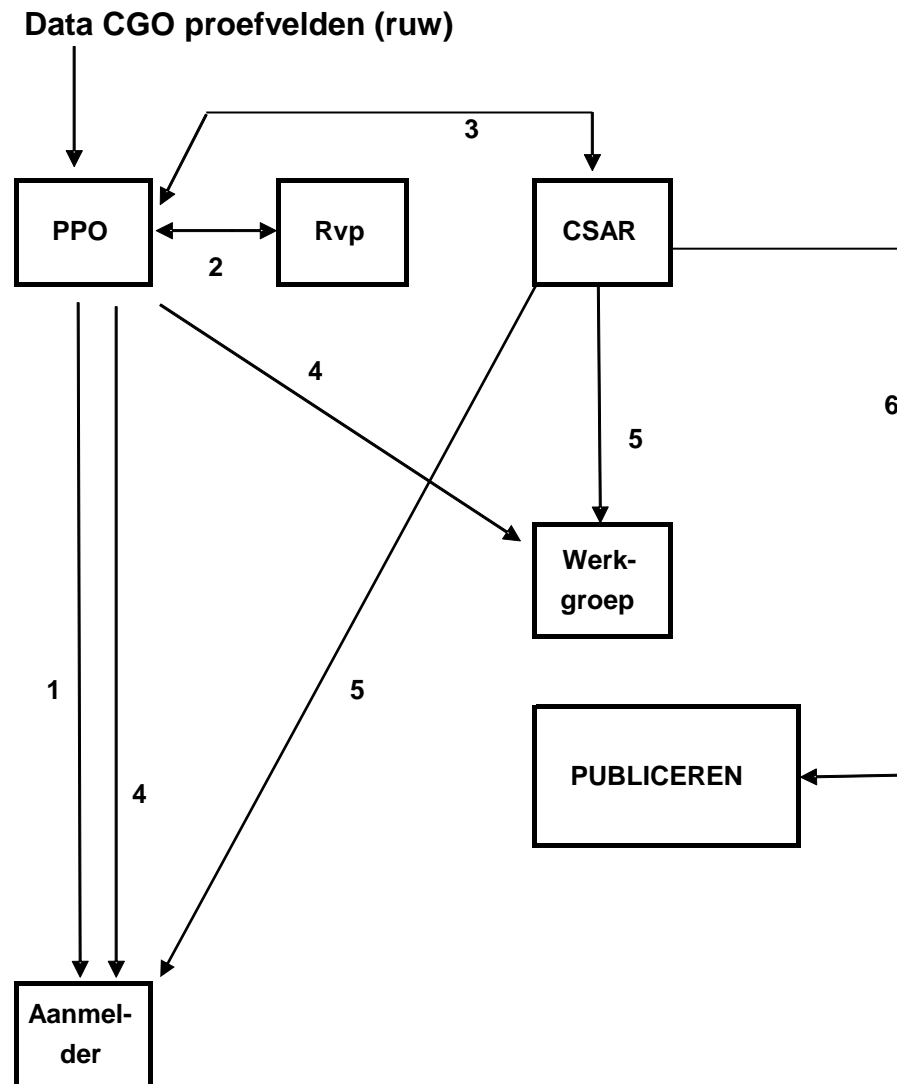 Data CGO proefvelden (ruw)
3
PPO
Rvp
CSAR
2
4
6
5
Werk-
groep
1
5
PUBLICEREN
4
Aanmel-
der